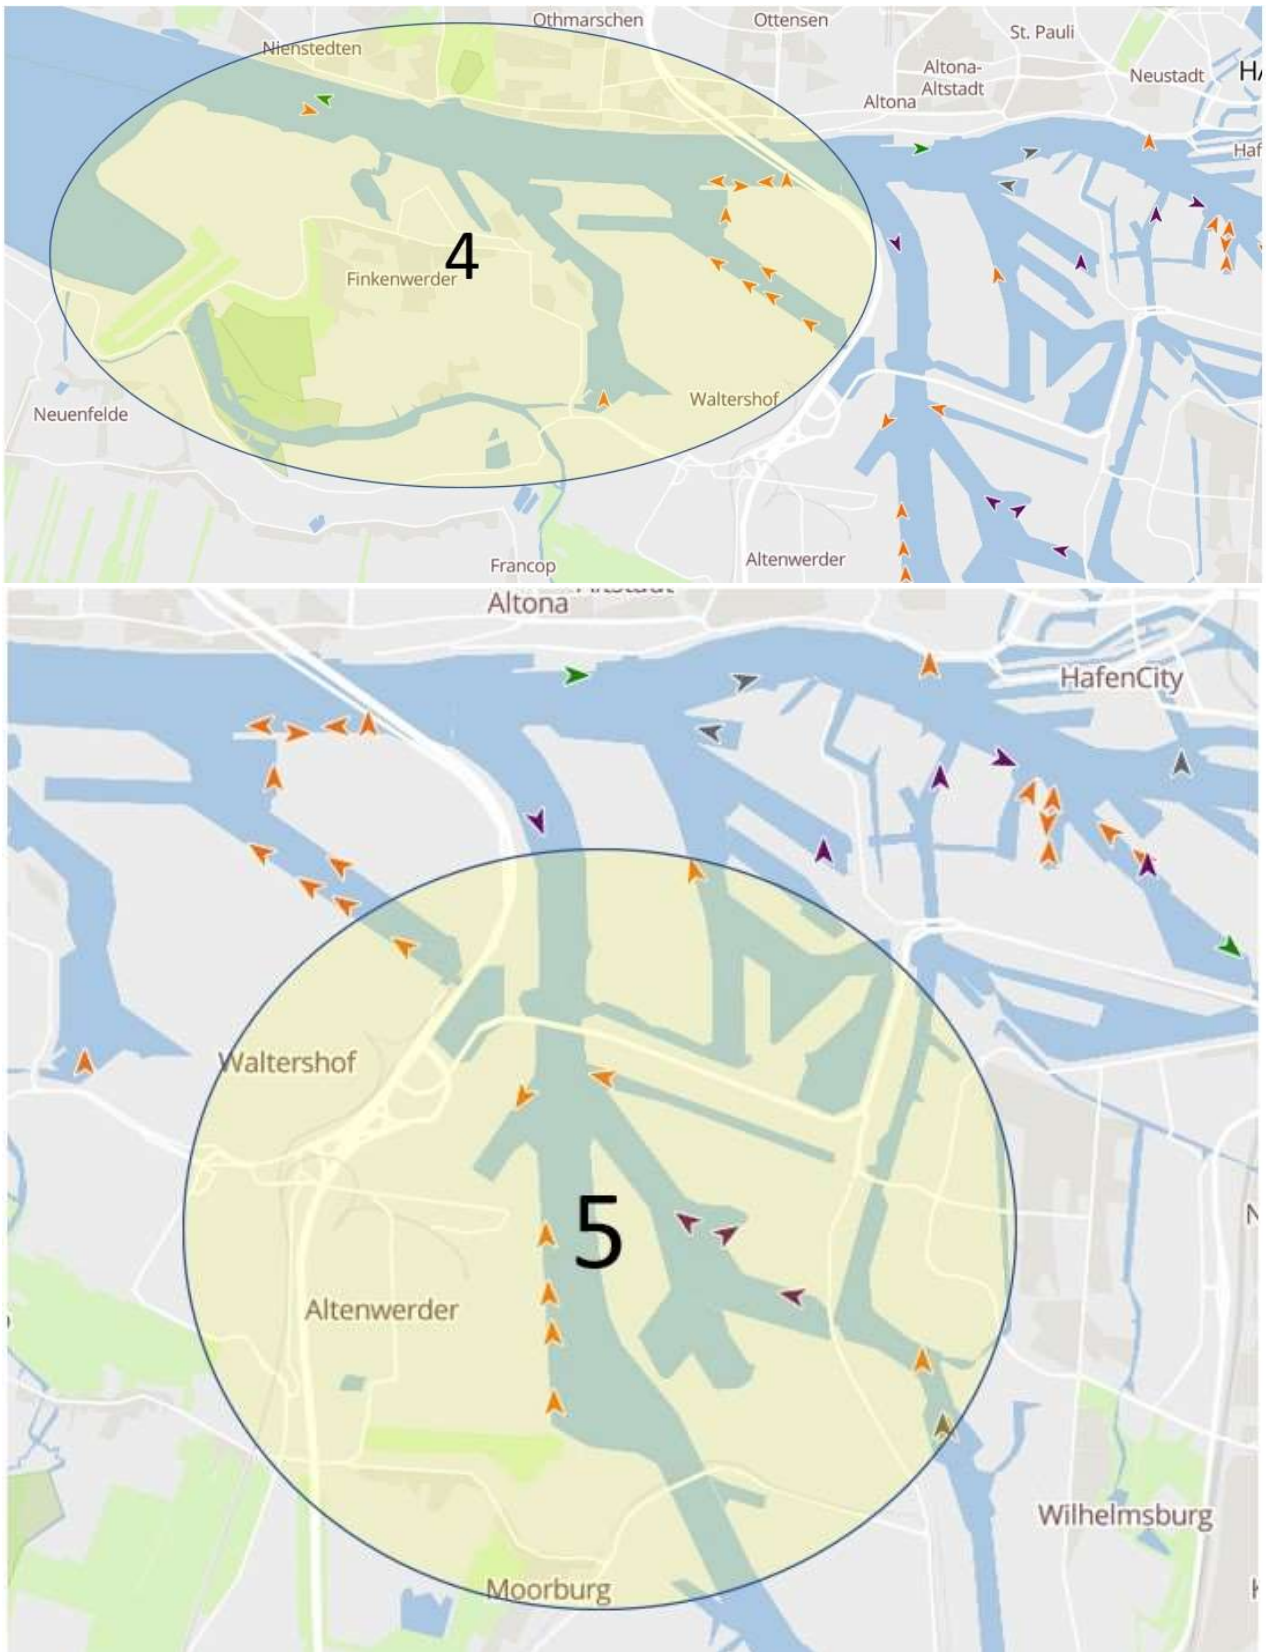 Othmarschen
Ottensen
St. Pauli
Nienstedten
Altona-
Altstadt
Neustadt
Altona
4
Finkenwerder
Waltershof
Neuenfelde
Francop
Altenwerder
Altona
HafenCity
Waltershof
5
Altenwerder
Wilhelmsburg
Moorburg